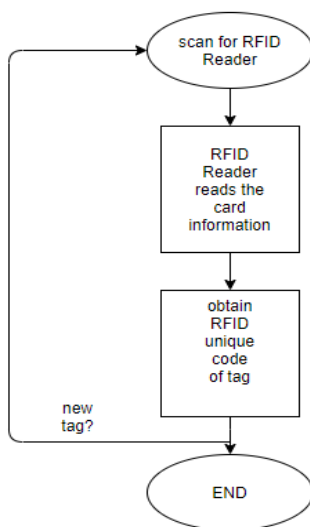 scan for RFID
Reader
RFID
Reader
reads the
card
information
obtain
RFID
unique
code
of tag
new
tag?
END